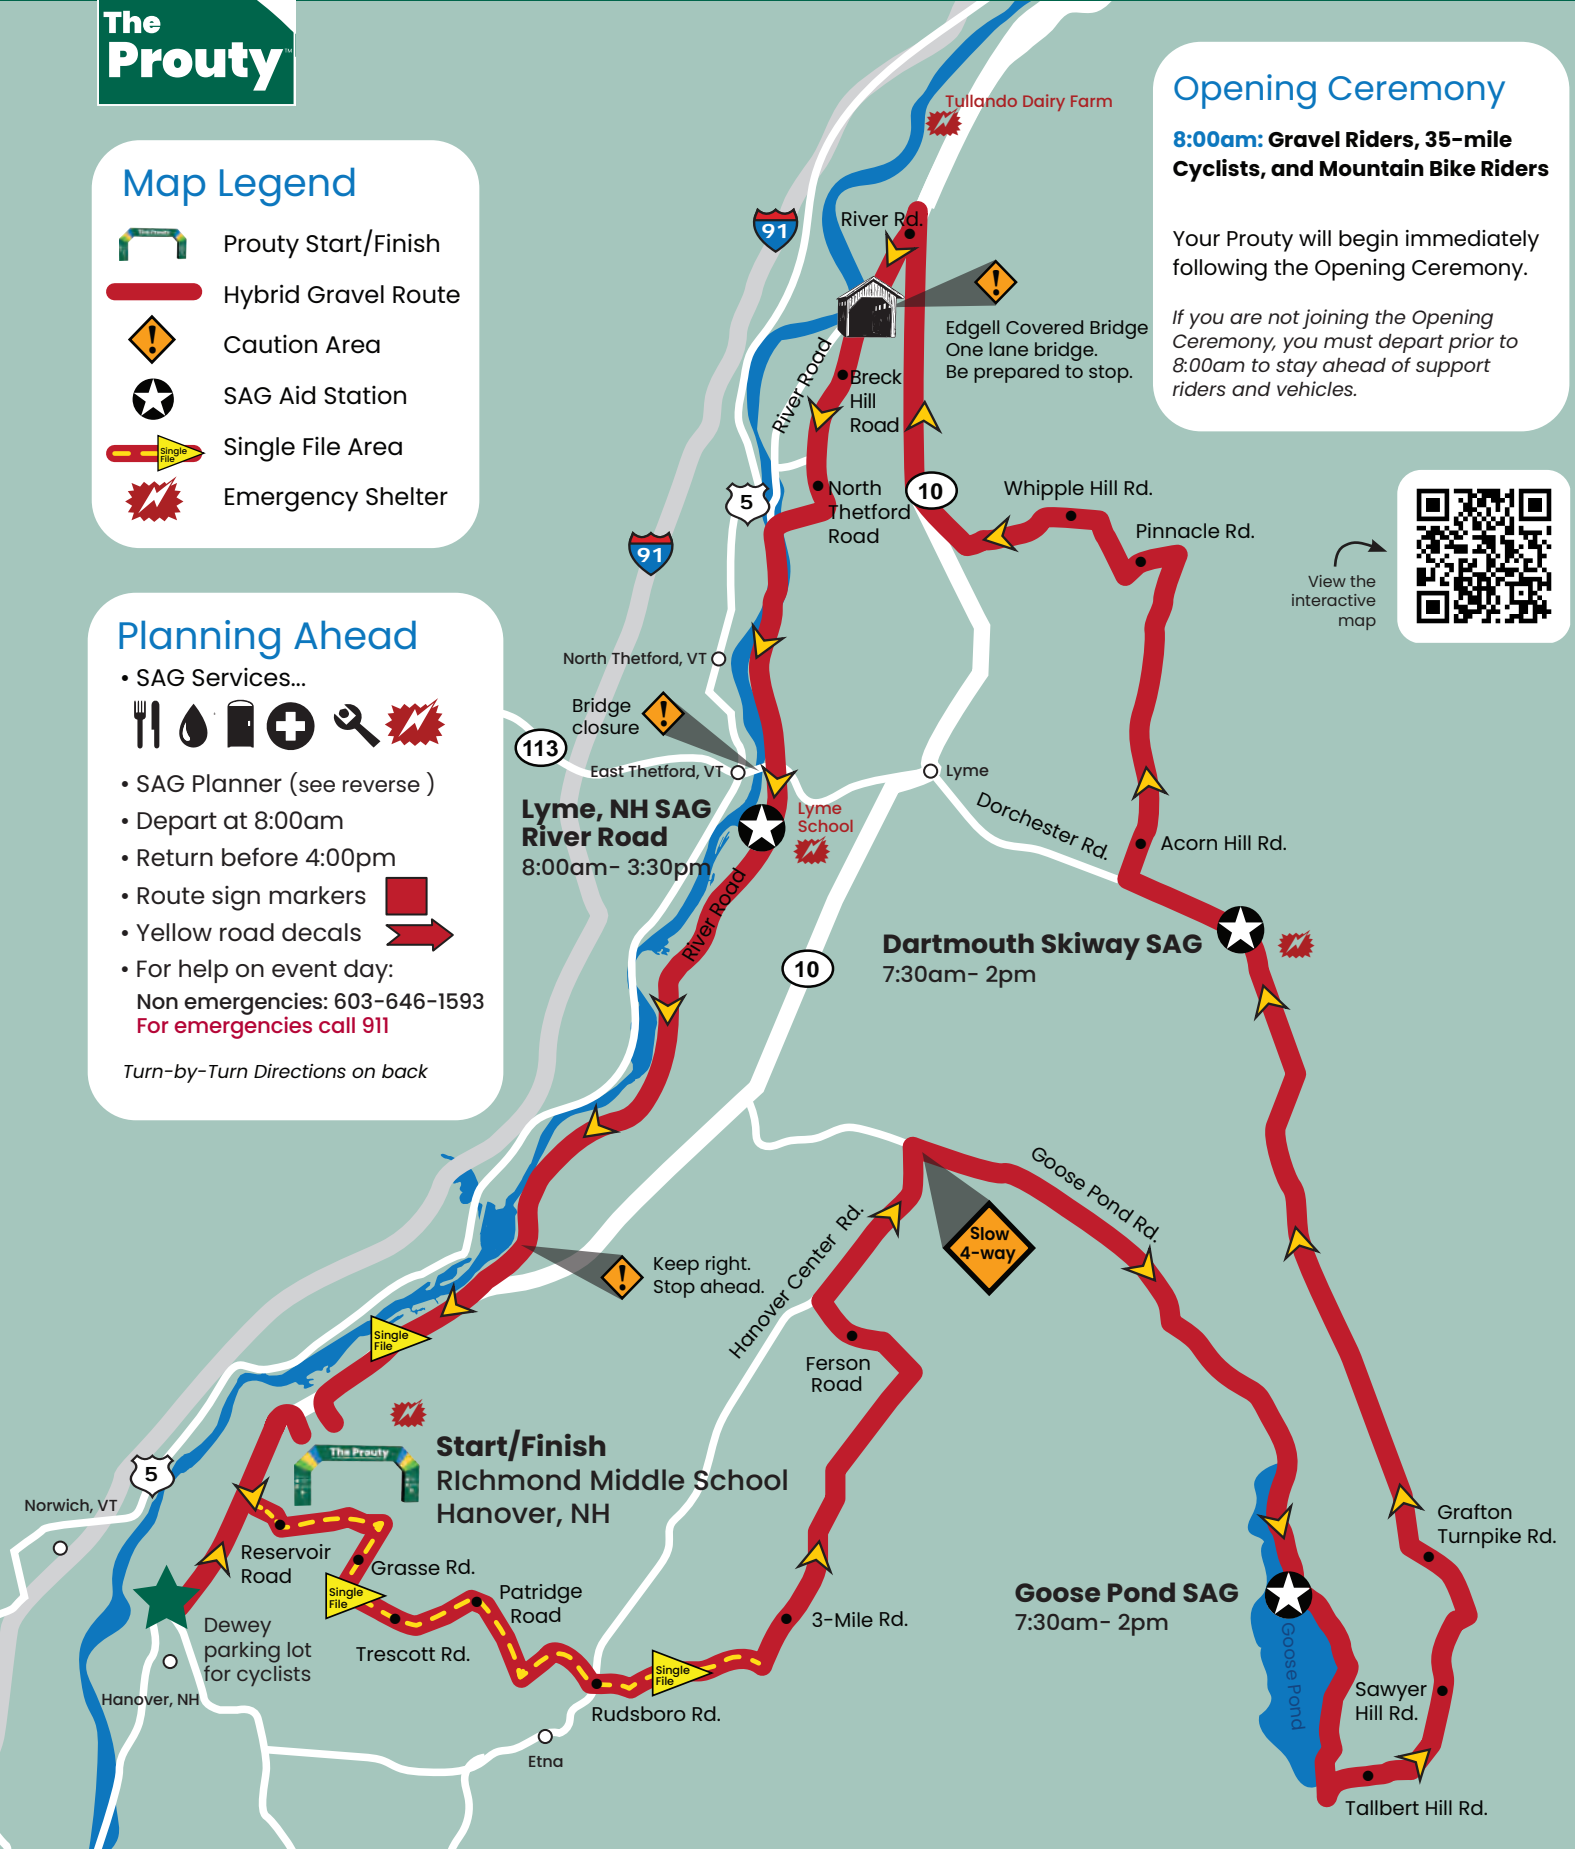 The
Prouty™
Map Legend
Prouty Start/Finish
Hybrid Gravel Route
Caution Area
SAG Aid Station
Single
File
Single File Area
Emergency Shelter
Planning Ahead
• SAG Services...
• SAG Planner (see reverse )
• Depart at 8:00am
• Return before 4:00pm
• Route sign markers
• Yellow road decals
• For help on event day:
Non emergencies: 603-646-1593
For emergencies call 911
Turn-by-Turn Directions on back
Opening Ceremony
8:00am: Gravel Riders, 35-mile
Cyclists, and Mountain Bike Riders
Your Prouty will begin immediately
following the Opening Ceremony.
If you are not joining the Opening
Ceremony, you must depart prior to
8:00am to stay ahead of support
riders and vehicles.
View the
interactive
map
Tullando Dairy Farm
91
River Rd.
Edgell Covered Bridge
One lane bridge.
Be prepared to stop.
River Road
Breck
Hill
Road
5
North
Thetford
Road
10
Whipple Hill Rd.
Pinnacle Rd.
91
North Thetford, VT
Bridge
closure
113
East Thetford, VT
Lyme
Lyme, NH SAG
River Road
8:00am- 3:30pm
Lyme
School
Dorchester Rd.
Acorn Hill Rd.
River Road
Dartmouth Skiway SAG
7:30am- 2pm
10
Goose Pond Rd.
Hanover Center Rd.
Slow
4-way
Keep right.
Stop ahead.
Single
File
Ferson
Road
The Prouty
Start/Finish
RIchmond Middle School
Hanover, NH
5
Norwich, VT
Reservoir
Road
Grasse Rd.
Single
File
Patridge
Road
Trescott Rd.
Dewey
parking lot
for cyclists
Hanover, NH
Single
File
3-Mile Rd.
Rudsboro Rd.
Etna
Grafton
Turnpike Rd.
Goose Pond SAG
7:30am- 2pm
Goose Pond
Sawyer
Hill Rd.
Tallbert Hill Rd.